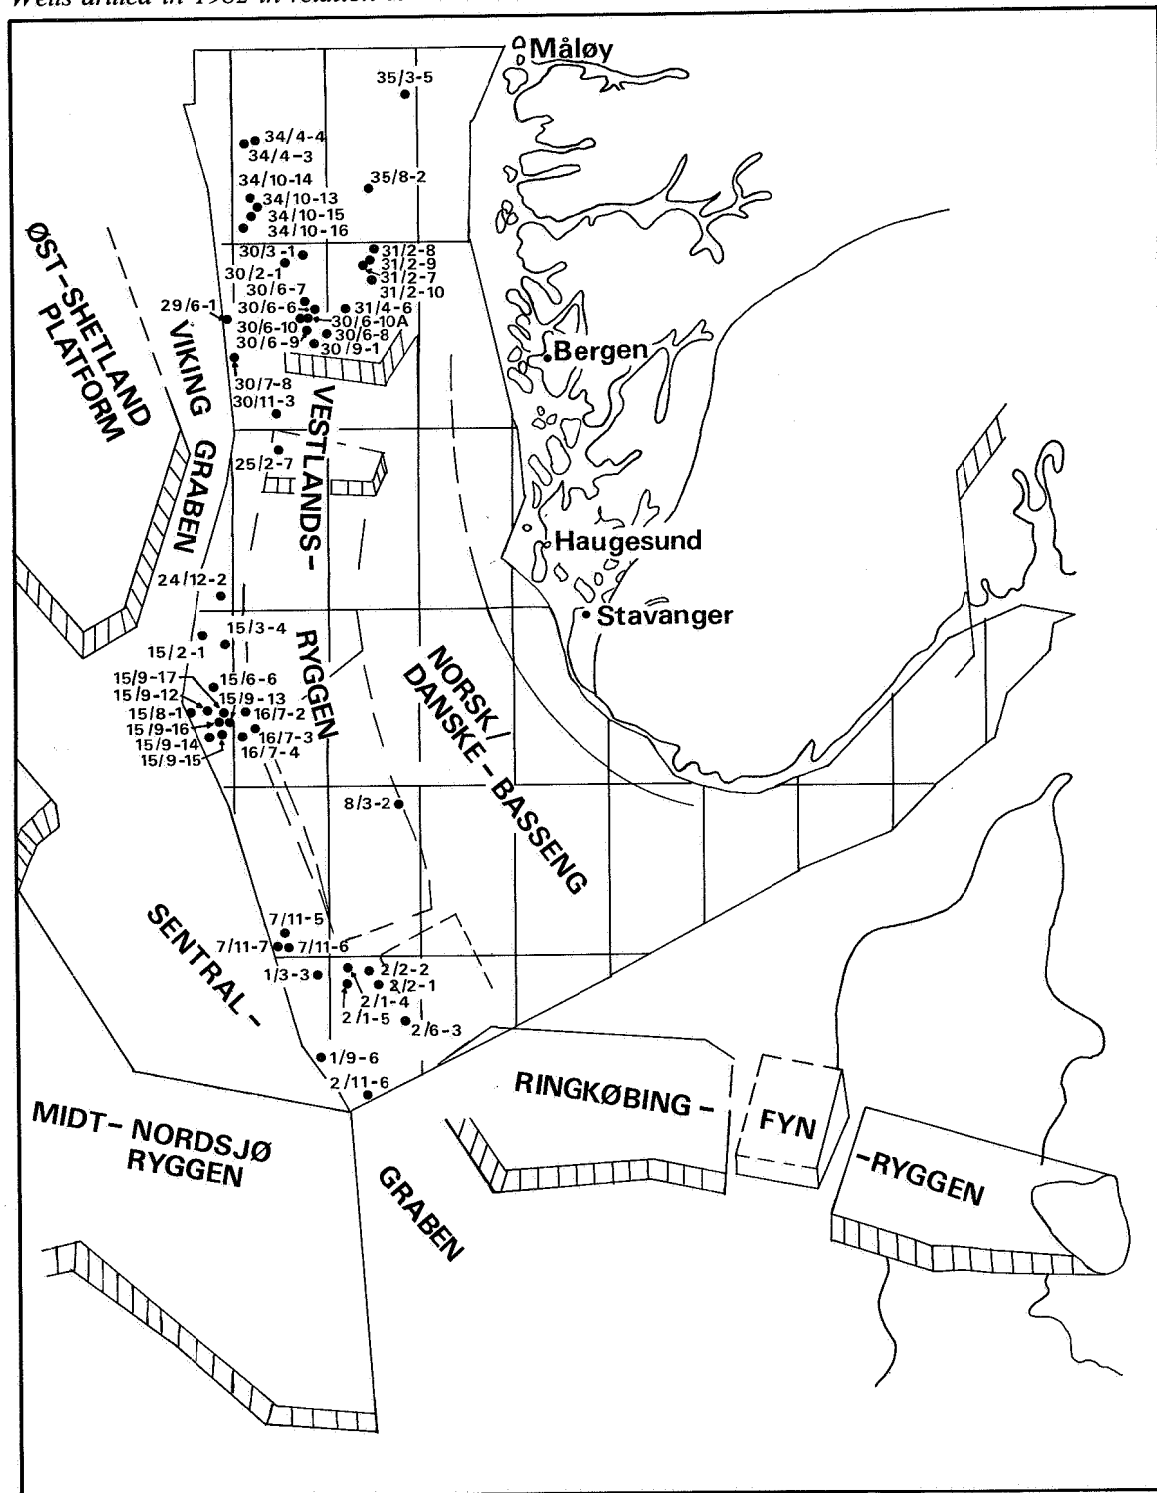 Wells drilled in 1982 in relation
Måløy
35/3-5
34/4-4
34/4-3
34/10-14
35/8-2
34/10-13
34/10-15
34/10-16
30/3-1
31/2-8
31/2-9
30/2-1
31/2-7
30/6-7
31/2-10
29/6-1
30/6-6
31/4-6
30/6-10
30/6-10A
30/6-9
30/6-8
30/9-1
Bergen
30/7-8
30/11-3
25/2-7
ØST-SHETLAND
PLATFORM
VIKING
GRABEN
VESTLANDS-
RYGGEN
Haugesund
24/12-2
Stavanger
15/3-4
15/2-1
15/9-17
15/6-6
15/9-12
15/9-13
15/8-1
16/7-2
15/9-16
16/7-3
15/9-14
16/7-4
15/9-15
NORSK/
DANSKE-BASSENG
8/3-2
7/11-5
7/11-7
7/11-6
1/3-3
2/2-2
2/2-1
2/1-4
2/1-5
2/6-3
1/9-6
2/11-6
SENTRAL-
GRABEN
MIDT-NORDSJØ
RYGGEN
RINGKØBING-
FYN
-RYGGEN